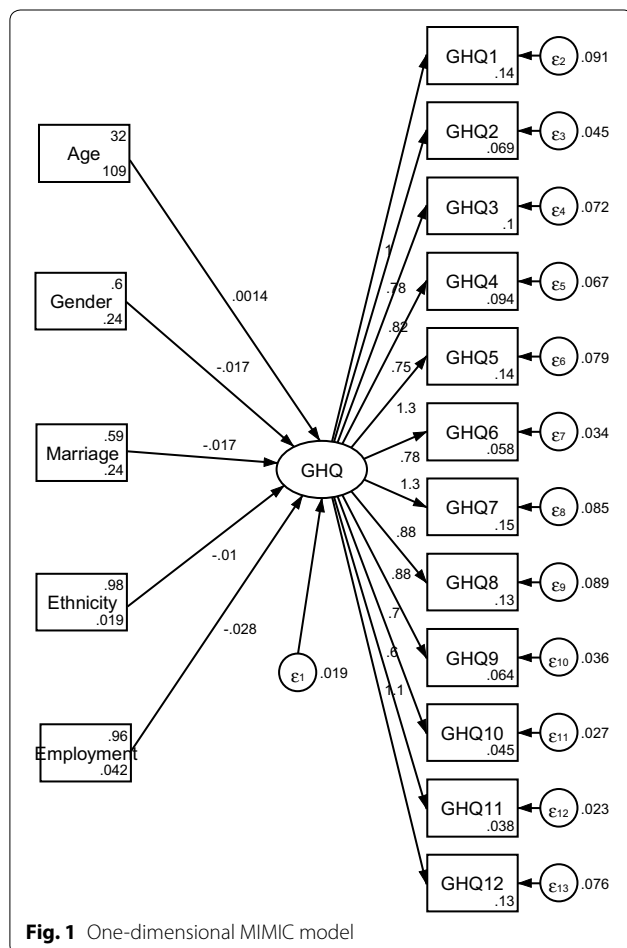 32
Age
109
.6
Gender
.24
.59
Marriage
.24
.98
Ethnicity
.019
.96
Employment
.042
.0014
-.017
-.017
-.01
-.028
GHQ
ε1 .019
1
.78
.82
.75
1.3
.78
1.3
.88
.88
.7
.6
1.1
GHQ1
.14
ε2 .091
GHQ2
.069
ε3 .045
GHQ3
.1
ε4 .072
GHQ4
.094
ε5 .067
GHQ5
.14
ε6 .079
GHQ6
.058
ε7 .034
GHQ7
.15
ε8 .085
GHQ8
.13
ε9 .089
GHQ9
.064
ε10 .036
GHQ10
.045
ε11 .027
GHQ11
.038
ε12 .023
GHQ12
.13
ε13 .076
Fig. 1 One-dimensional MIMIC model